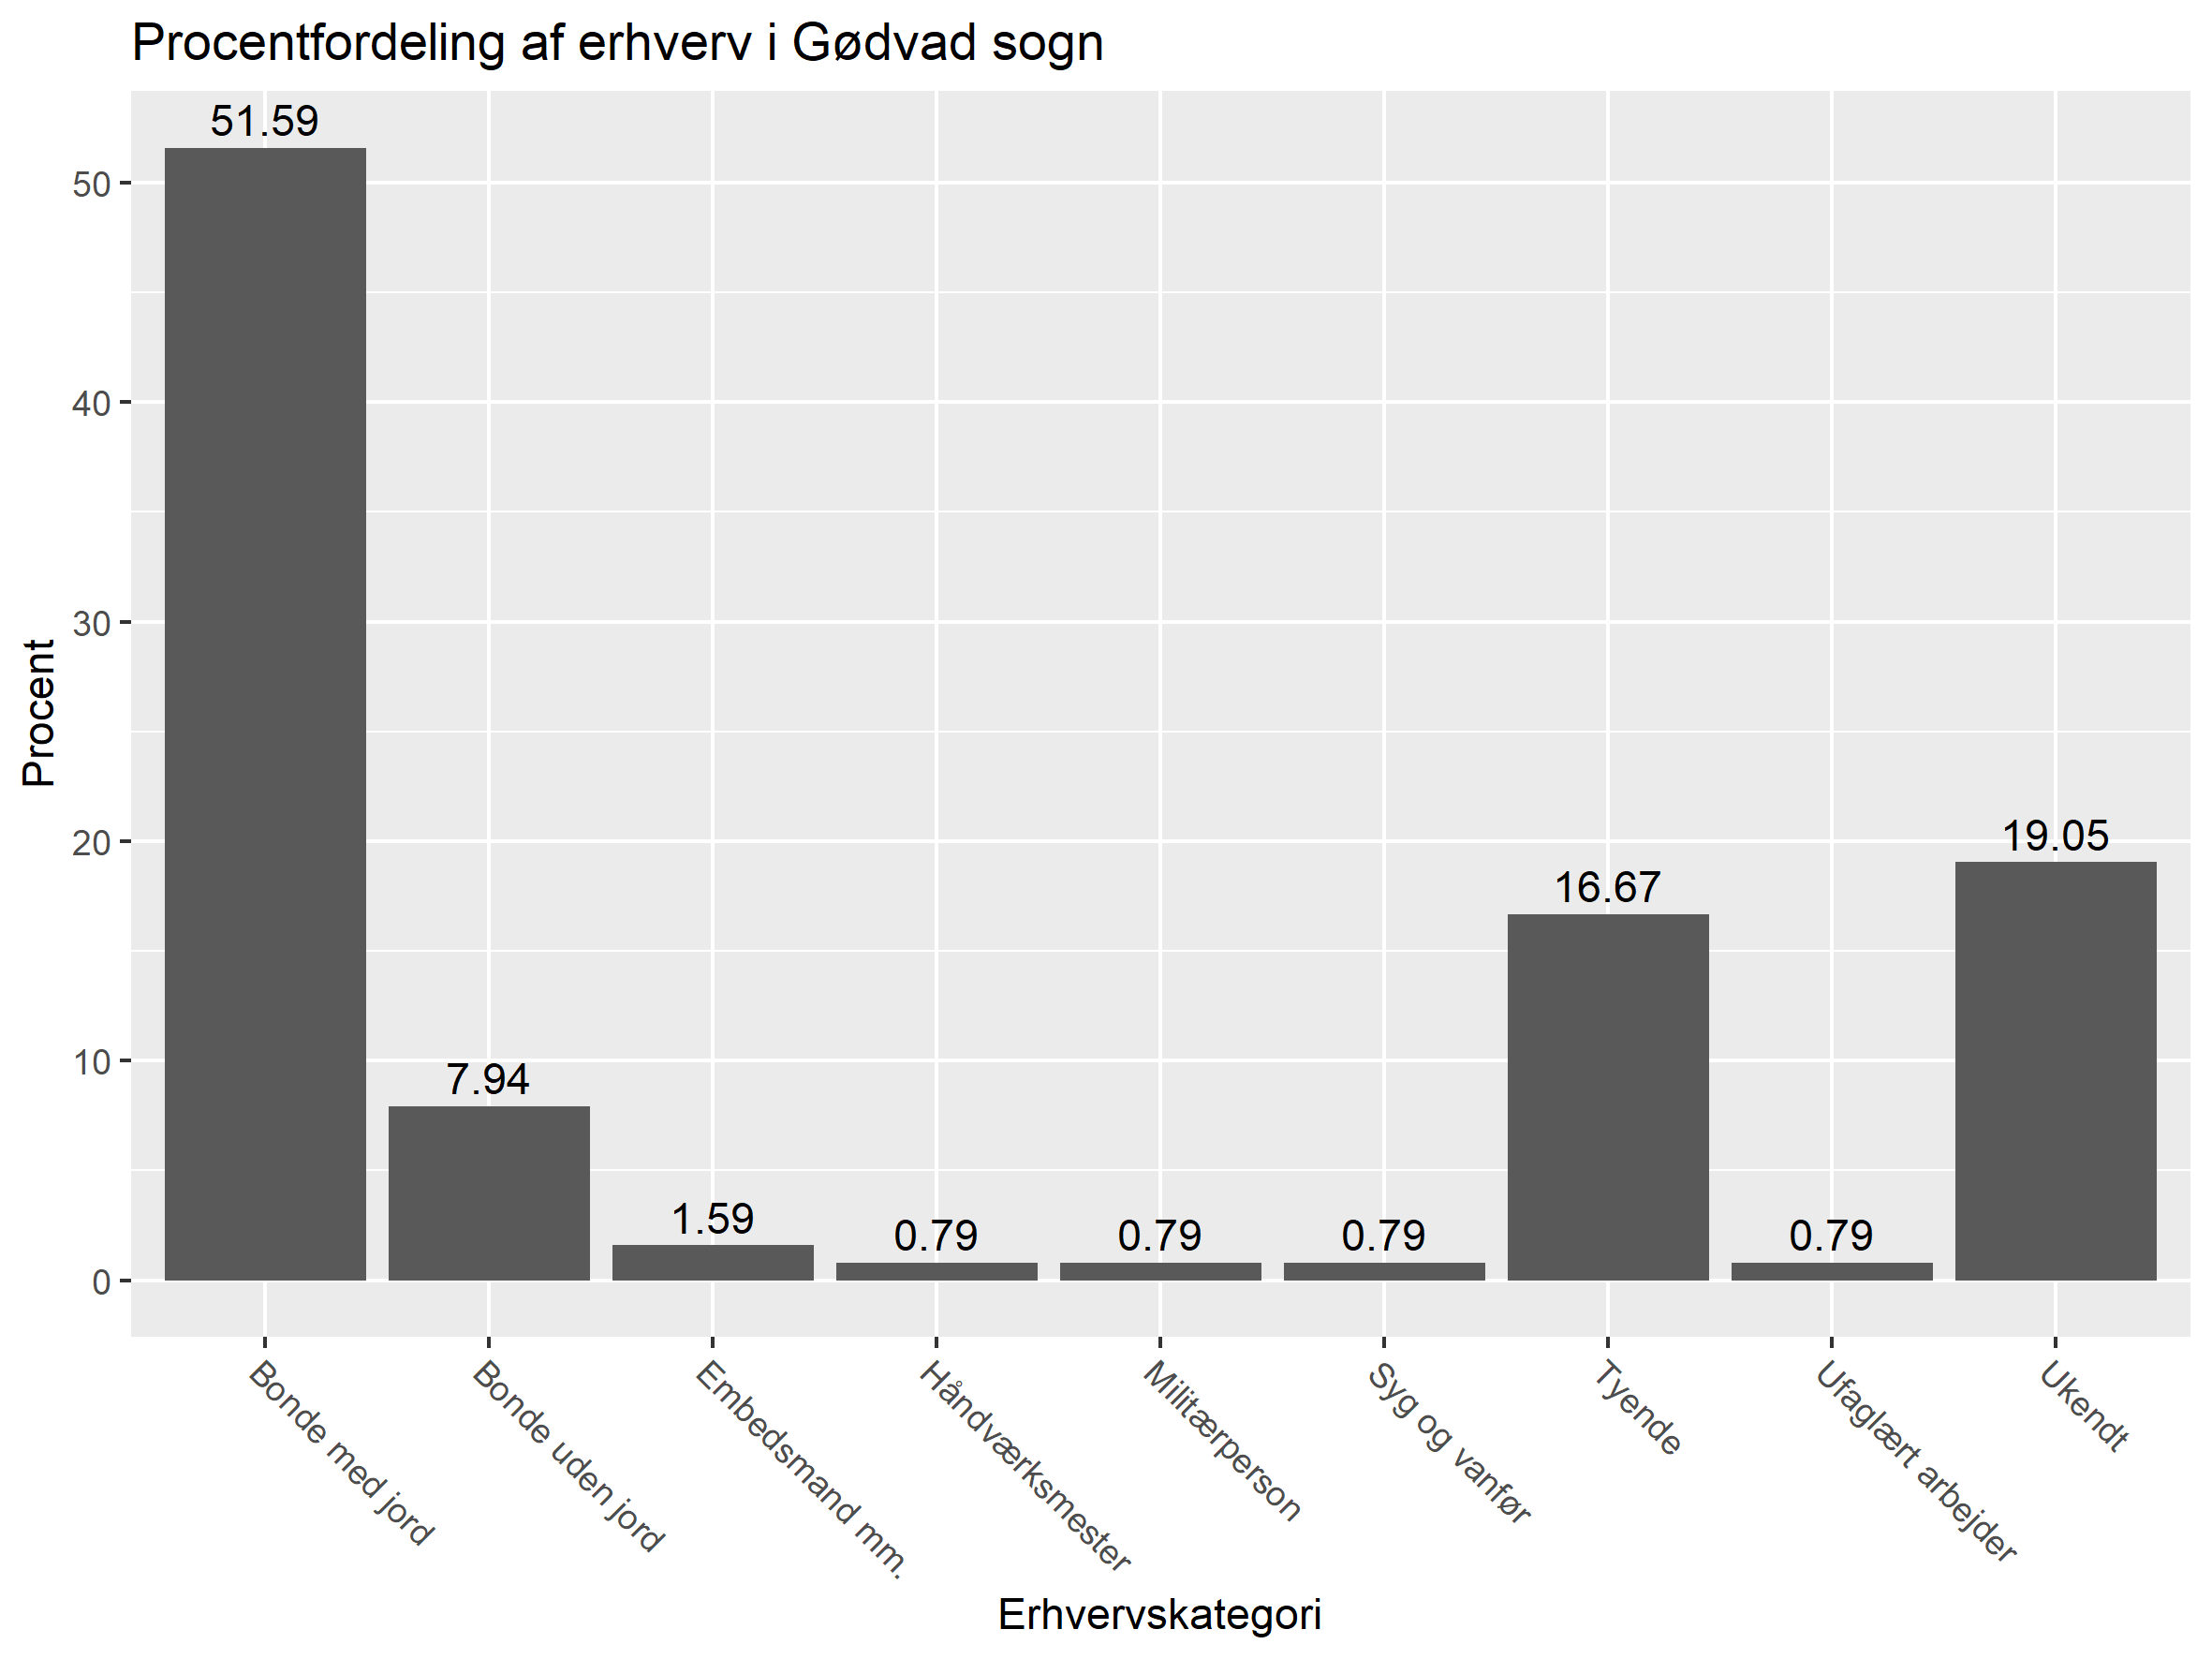 Procentfordeling af erhverv i Gødvad sogn
Procent
50
40
30
20
10
0
51.59
7.94
1.59
0.79
0.79
0.79
16.67
0.79
19.05
Bonde med jord
Bonde uden jord
Embedsmand mm.
Håndværksmester
Militærperson
Syg og vanfør
Tyende
Ufaglært arbejder
Ukendt
Erhvervskategori